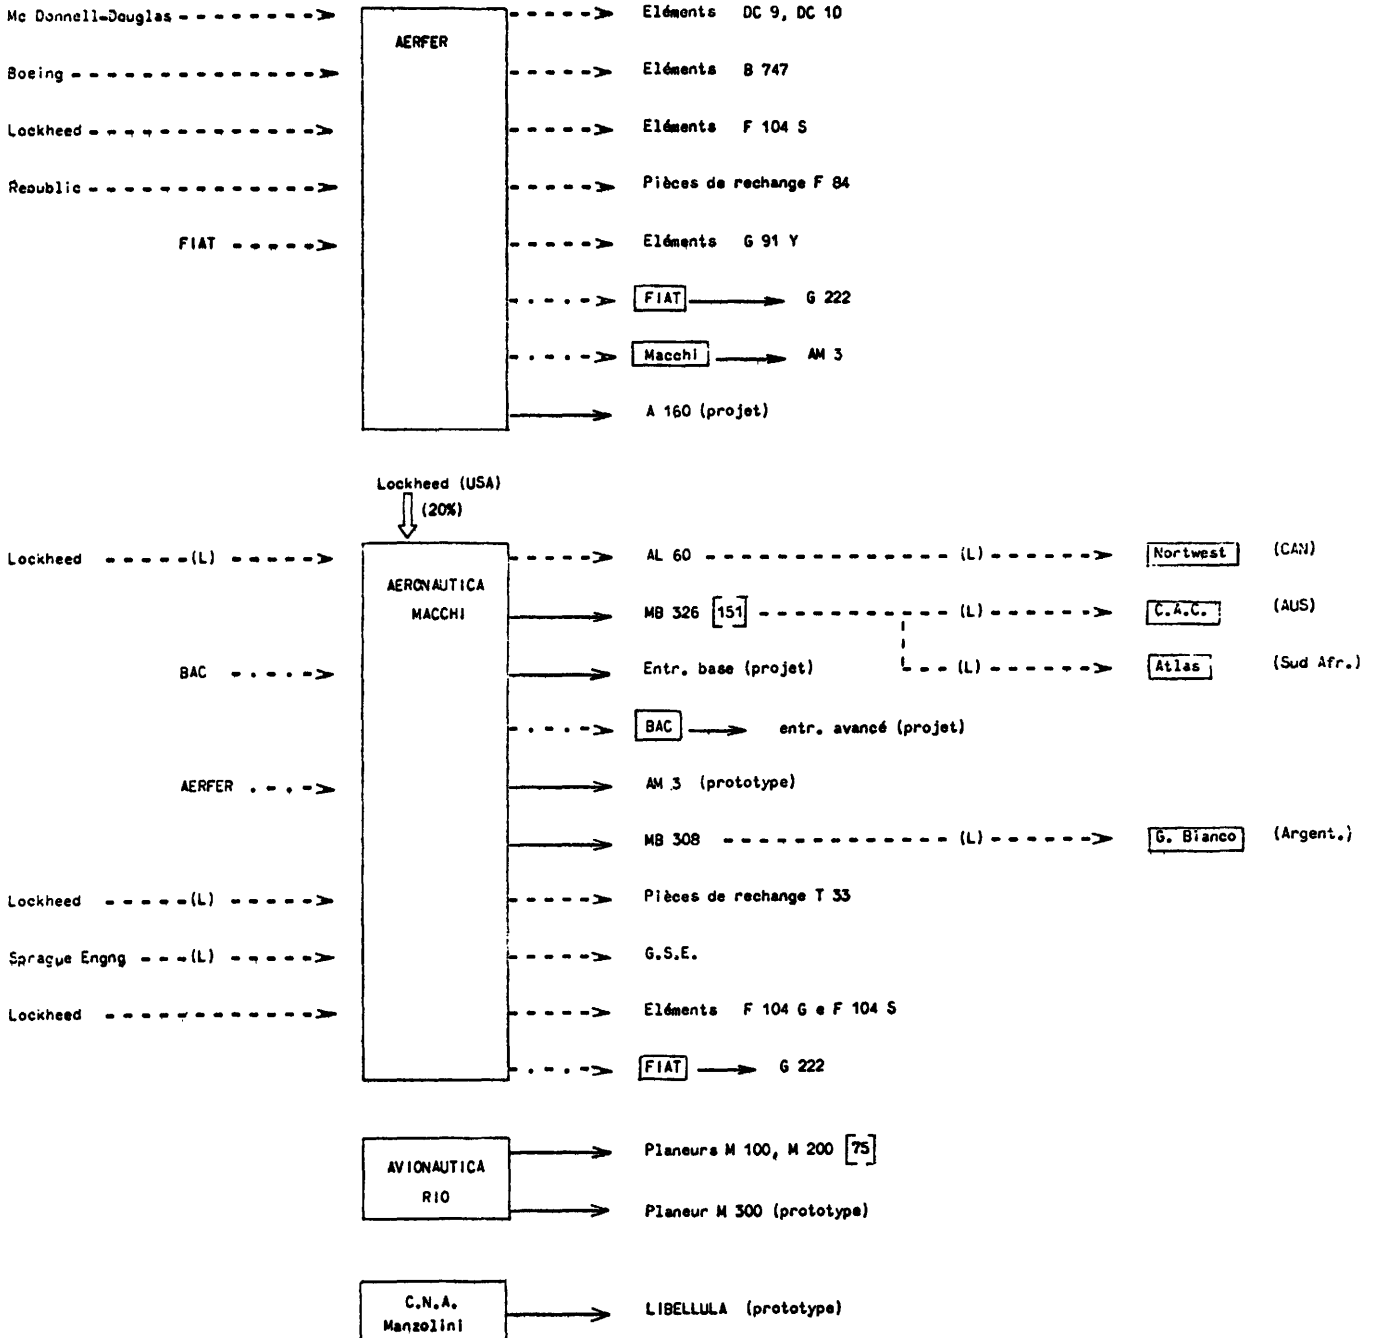 Mc Donnell-Douglas Eléments DC 9, DC 10
AERFER
Boeing Eléments B 747
Lockheed Eléments F 104 S
Republic Pièces de rechange F 84
FIAT Eléments G 91 Y
FIAT G 222
Macchi AM 3
A 160 (projet)
Lockheed (USA)
(20%)
Lockheed (L) AL 60 (L) Nortwest (CAN)
AERONAUTICA
MACCHI
MB 326 [151] (L) C.A.C. (AUS)
BAC Entr. base (projet) (L) Atlas (Sud Afr.)
BAC entr. avancé (projet)
AERFER AM 3 (prototype)
MB 308 (L) G. Bianco (Argent.)
Lockheed (L) Pièces de rechange T 33
Sprague Engng (L) G.S.E.
Lockheed Eléments F 104 G e F 104 S
FIAT G 222
Planeurs M 100, M 200 [75]
AVIONAUTICA
RIO
Planeur M 300 (prototype)
C.N.A.
Manzolini
LIBELLULA (prototype)